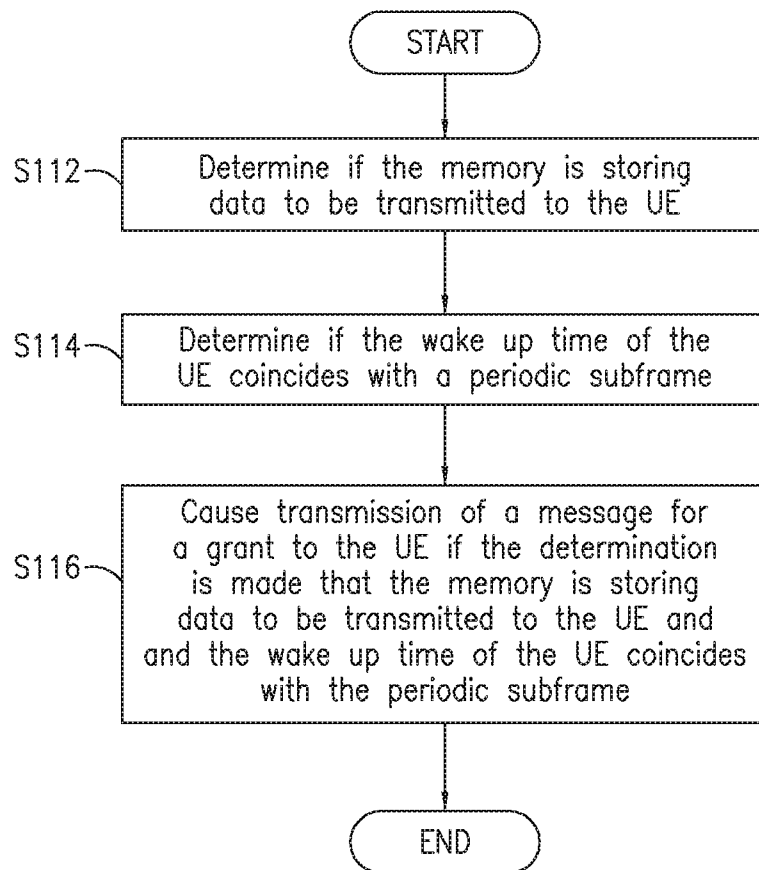 START
S112
Determine if the memory is storing
data to be transmitted to the UE
S114
Determine if the wake up time of the
UE coincides with a periodic subframe
S116
Cause transmission of a message for
a grant to the UE if the determination
is made that the memory is storing
data to be transmitted to the UE and
and the wake up time of the UE coincides
with the periodic subframe
END